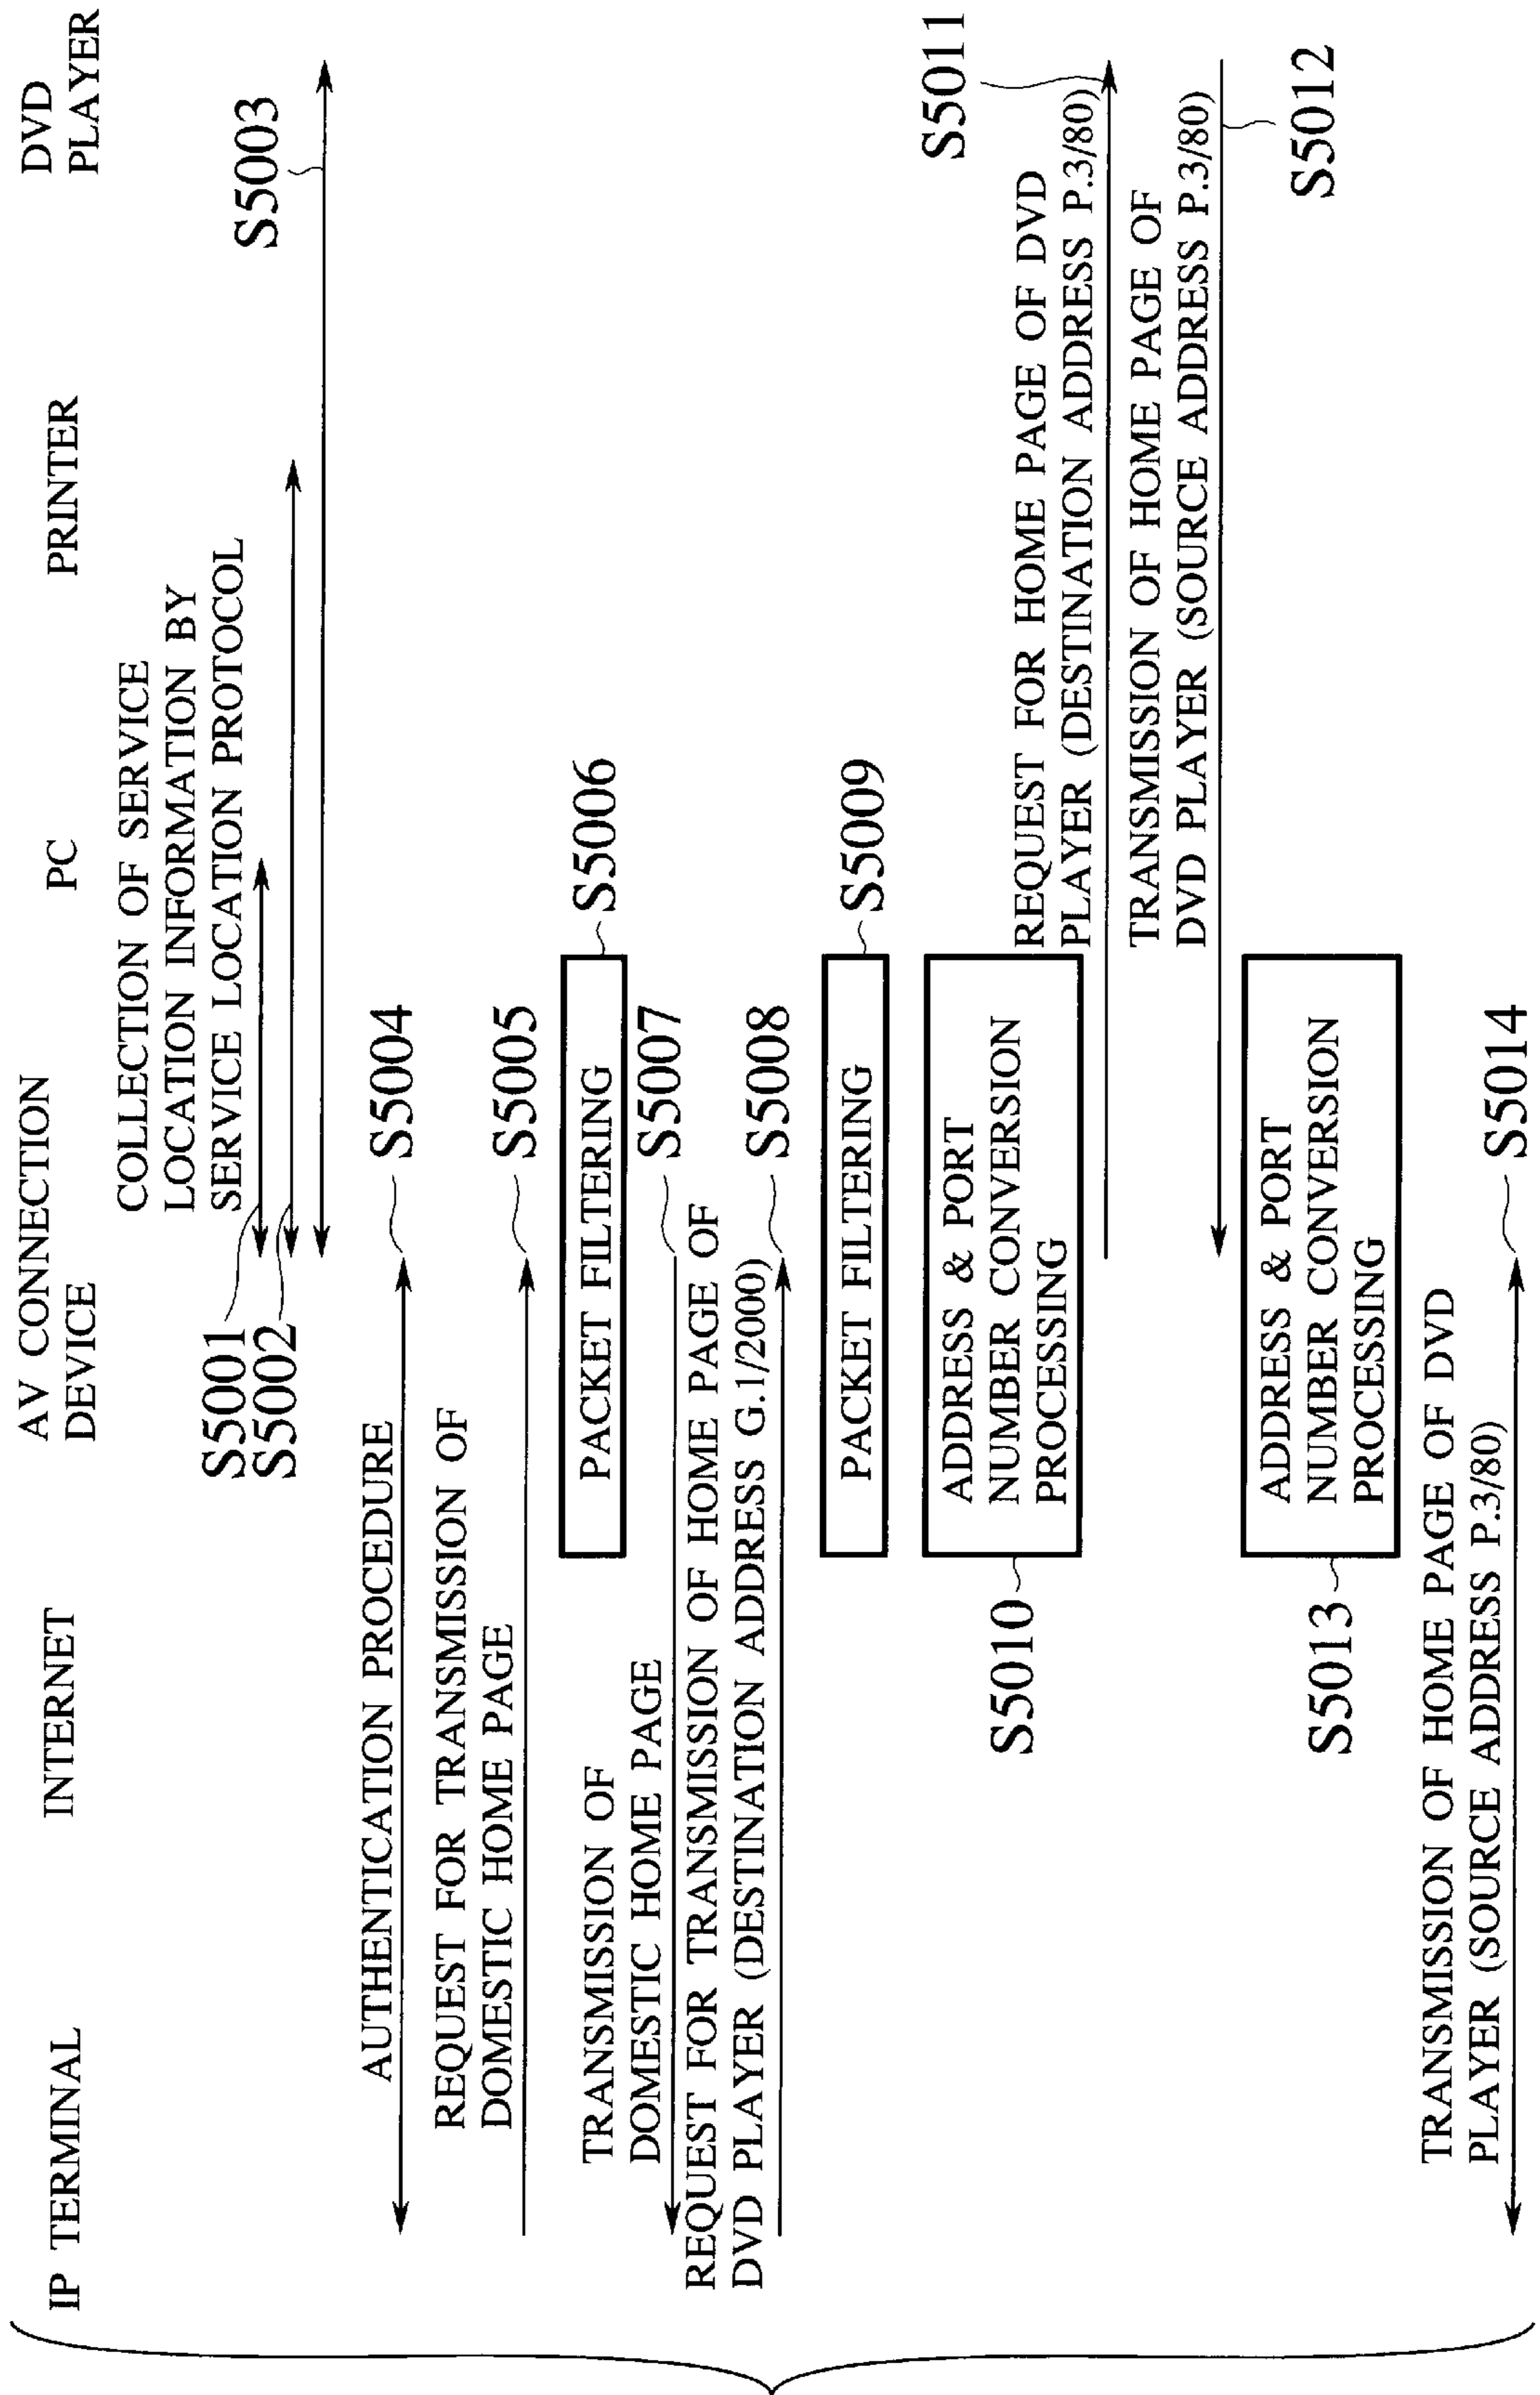 IP TERMINAL
INTERNET
AV CONNECTION
DEVICE
PC
PRINTER
DVD
PLAYER
COLLECTION OF SERVICE
LOCATION INFORMATION BY
SERVICE LOCATION PROTOCOL
S5001
S5002
S5003
AUTHENTICATION PROCEDURE
S5004
REQUEST FOR TRANSMISSION OF
DOMESTIC HOME PAGE
S5005
PACKET FILTERING
S5006
TRANSMISSION OF
DOMESTIC HOME PAGE
S5007
REQUEST FOR TRANSMISSION OF HOME PAGE OF
DVD PLAYER (DESTINATION ADDRESS G.1/2000)
S5008
PACKET FILTERING
S5009
ADDRESS & PORT
NUMBER CONVERSION
PROCESSING
S5010
REQUEST FOR HOME PAGE OF DVD
PLAYER (DESTINATION ADDRESS P.3/80)
S5011
TRANSMISSION OF HOME PAGE OF
DVD PLAYER (SOURCE ADDRESS P.3/80)
S5012
ADDRESS & PORT
NUMBER CONVERSION
PROCESSING
S5013
TRANSMISSION OF HOME PAGE OF DVD
PLAYER (SOURCE ADDRESS P.3/80)
S5014